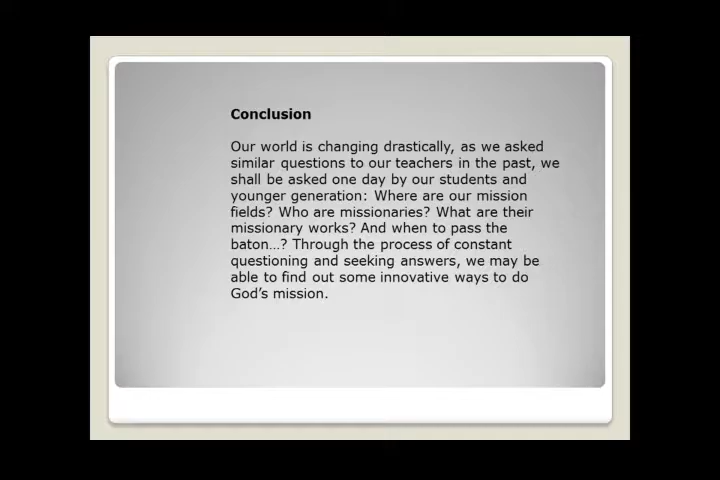 Conclusion
Our world is changing drastically, as we asked
similar questions to our teachers in the past, we
shall be asked one day by our students and
younger generation: Where are our mission
fields? Who are missionaries? What are their
missionary works? And when to pass the
baton...? Through the process of constant
questioning and seeking answers, we may be
able to find out some innovative ways to do
God's mission.